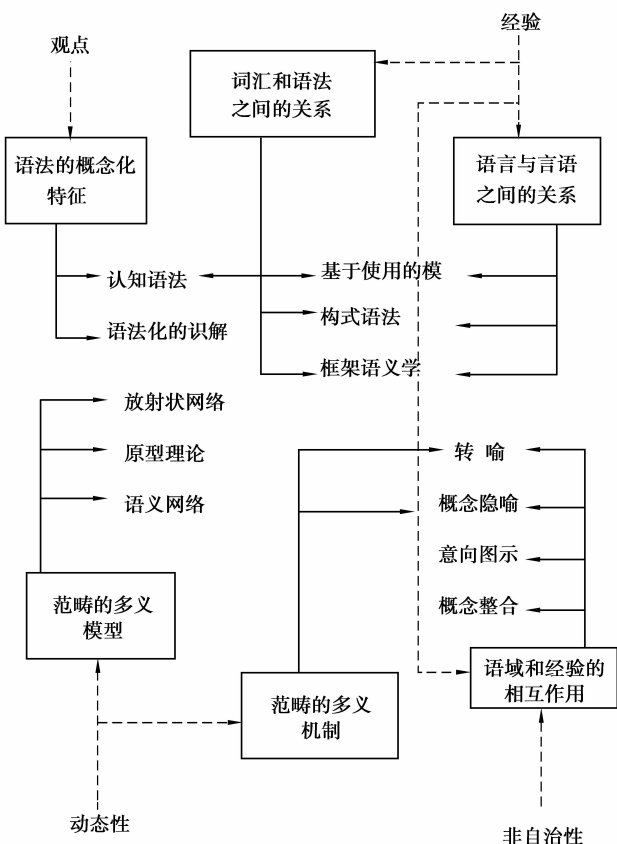 观点
经验
词汇和语法
之间的关系
语法的概念化
特征
语言与言语
之间的关系
认知语法
基于使用的模
语法化的识解
构式语法
框架语义学
放射状网络
原型理论
语义网络
转 喻
概念隐喻
意向图示
概念整合
范畴的多义
模型
范畴的多义
机制
语域和经验的
相互作用
动态性
非自治性